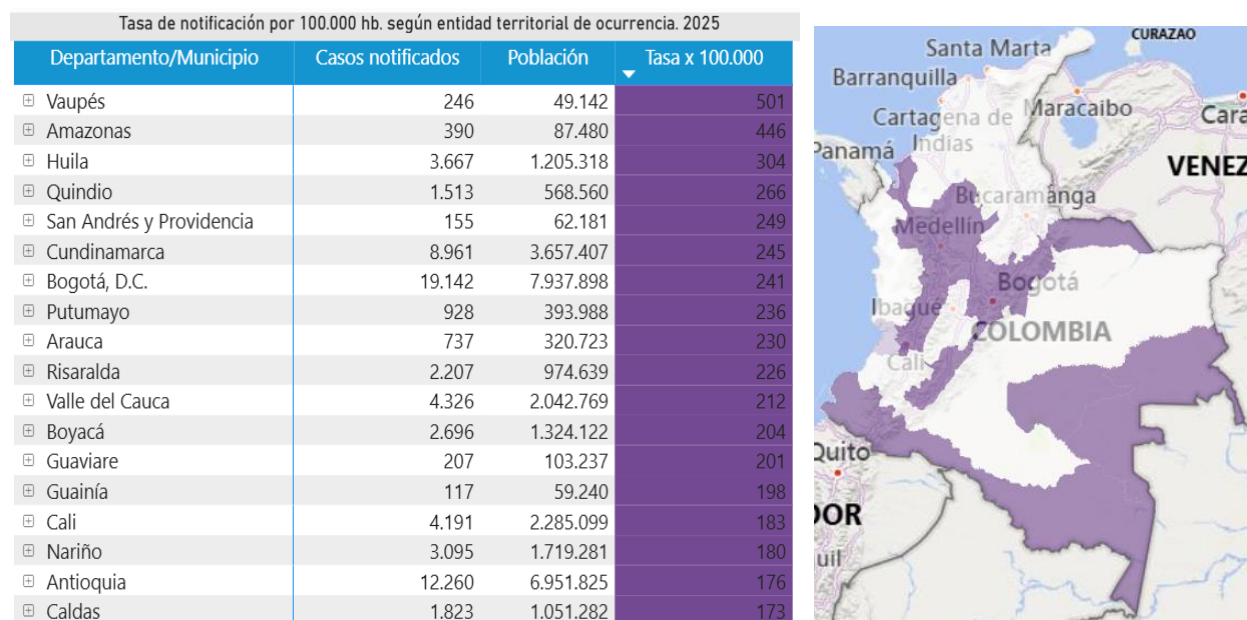 Tasa de notificación por 100.000 hb. según entidad territorial de ocurrencia. 2025
Departamento/Municipio Casos notificados Población Tasa x 100.000
Vaupés 246 49.142 501
Amazonas 390 87.480 446
Huila 3.667 1.205.318 304
Quindio 1.513 568.560 266
San Andrés y Providencia 155 62.181 249
Cundinamarca 8.961 3.657.407 245
Bogotá, D.C. 19.142 7.937.898 241
Putumayo 928 393.988 236
Arauca 737 320.723 230
Risaralda 2.207 974.639 226
Valle del Cauca 4.326 2.042.769 212
Boyacá 2.696 1.324.122 204
Guaviare 207 103.237 201
Guainía 117 59.240 198
Cali 4.191 2.285.099 183
Nariño 3.095 1.719.281 180
Antioquia 12.260 6.951.825 176
Caldas 1.823 1.051.282 173
CURAZAO
Santa Marta
Barranquilla
Maracaibo
Cartagena de
Indias
Cara
Panamá
VENEZ
Bucaramanga
Medellín
Bogotá
Ibagué
COLOMBIA
Cali
Quito
DOR
uil